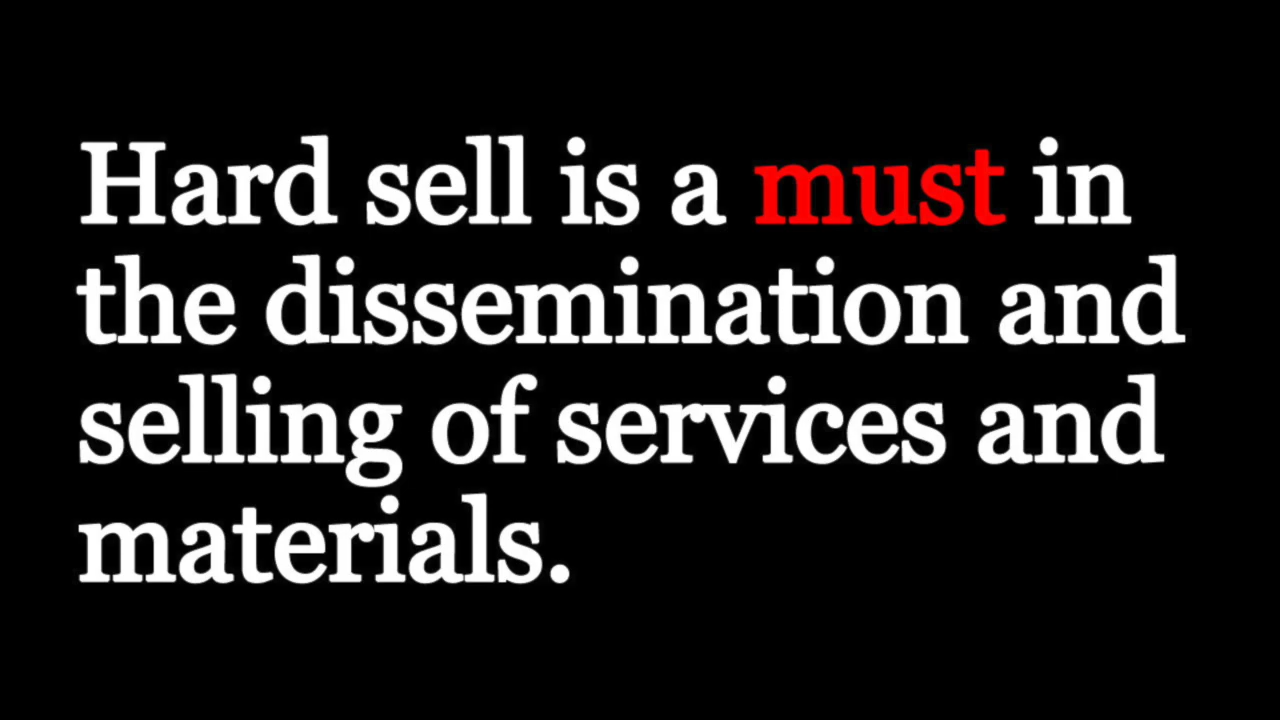 Hard sell is a must in
the dissemination and
selling of services and
materials.